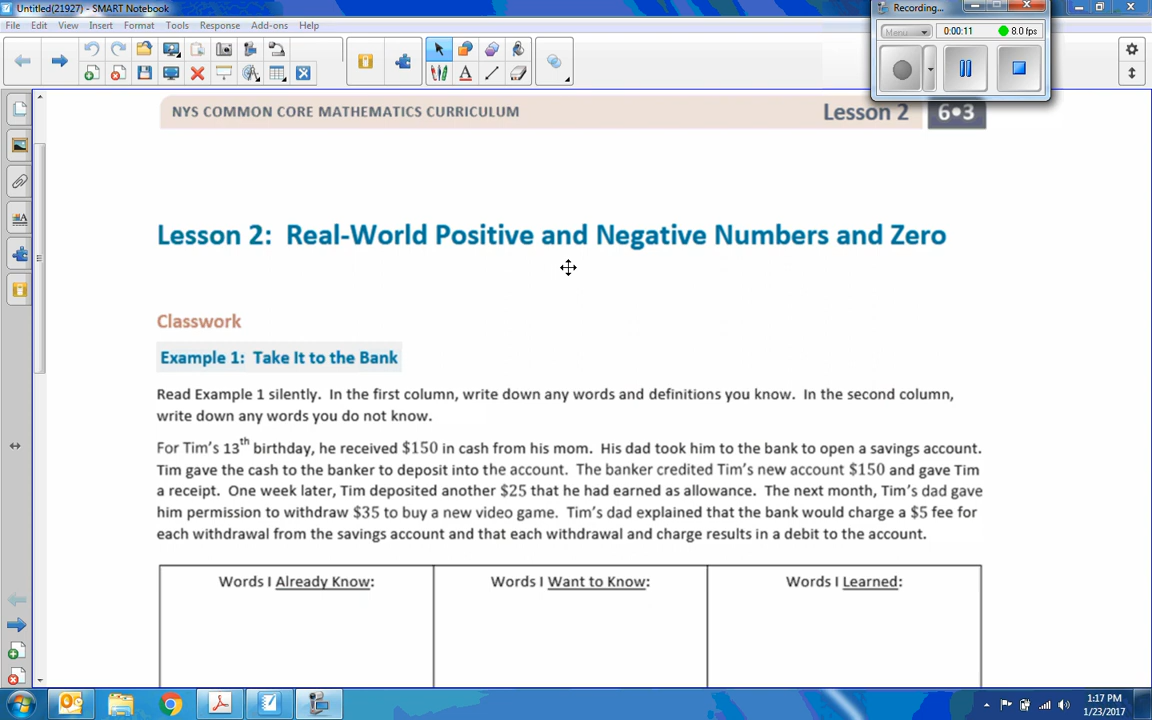 Untitled(21927) - SMART Notebook
Recording...
File Edit View Insert Format Tools Response Add-ons Help
Menu 0:00:11 8.0 fps
NYS COMMON CORE MATHEMATICS CURRICULUM Lesson 2 6•3
Lesson 2: Real-World Positive and Negative Numbers and Zero
Classwork
Example 1: Take It to the Bank
Read Example 1 silently. In the first column, write down any words and definitions you know. In the second column,
write down any words you do not know.
For Tim's 13th birthday, he received $150 in cash from his mom. His dad took him to the bank to open a savings account.
Tim gave the cash to the banker to deposit into the account. The banker credited Tim's new account $150 and gave Tim
a receipt. One week later, Tim deposited another $25 that he had earned as allowance. The next month, Tim's dad gave
him permission to withdraw $35 to buy a new video game. Tim's dad explained that the bank would charge a $5 fee for
each withdrawal from the savings account and that each withdrawal and charge results in a debit to the account.
Words I Already Know: Words I Want to Know: Words I Learned:
1:17 PM
1/23/2017